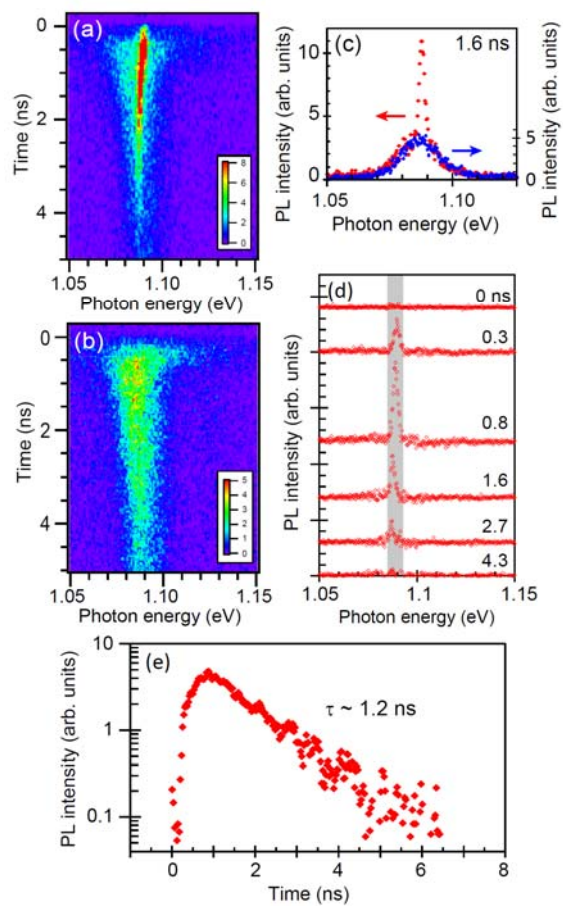 (a)
0
2
4
Time (ns)
8
6
4
2
0
1.05 1.10 1.15
Photon energy (eV)
(b)
0
2
4
Time (ns)
5
4
3
2
1
0
1.05 1.10 1.15
Photon energy (eV)
(c) 1.6 ns
10
5
0
PL intensity (arb. units)
5
0
PL intensity (arb. units)
1.05 1.10
Photon energy (eV)
(d)
PL intensity (arb. units)
0 ns
0.3
0.8
1.6
2.7
4.3
1.05 1.10 1.15
Photon energy (eV)
(e)
10
1
0.1
PL intensity (arb. units)
τ ~ 1.2 ns
0 2 4 6 8
Time (ns)